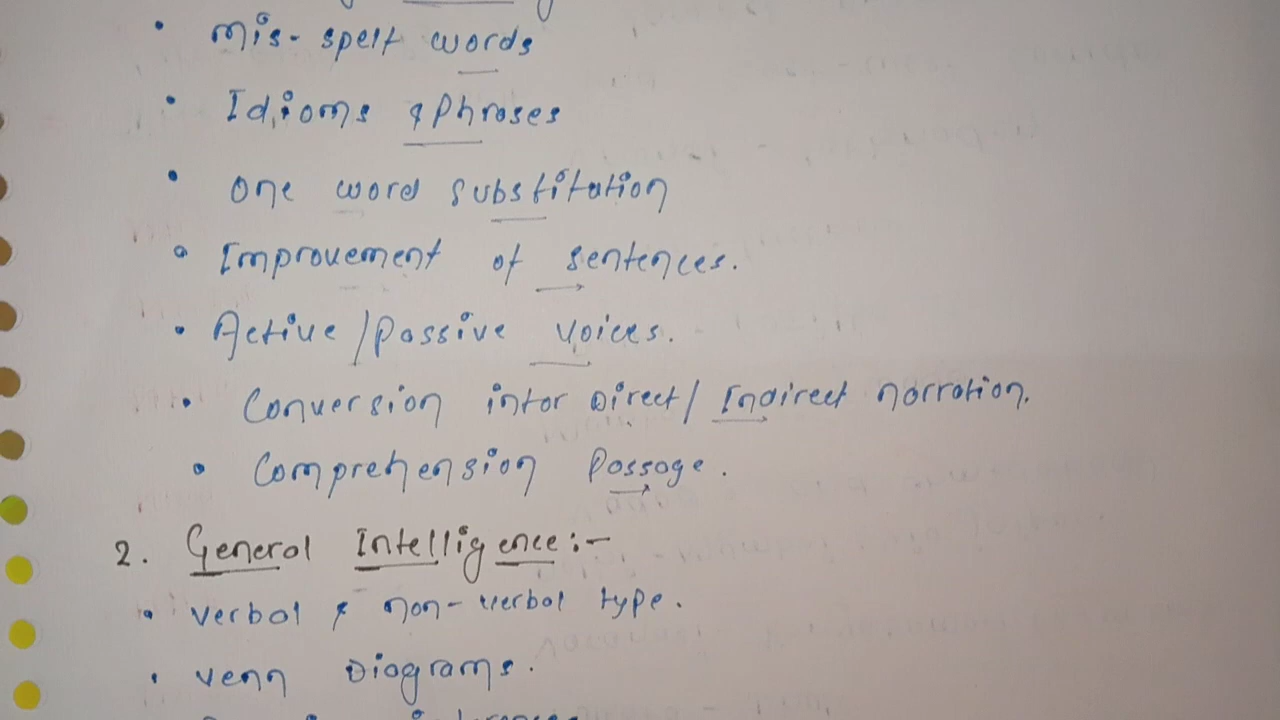 • Mis-spelt words
• Idioms & Phrases
• One word substitution
• Improvement of sentences.
• Active/Passive Voices.
• Conversion intor Direct/Indirect narration.
• Comprehension Passage.
2. General Intelligence:-
• verbal & non-verbal type.
• venn Diagrams.